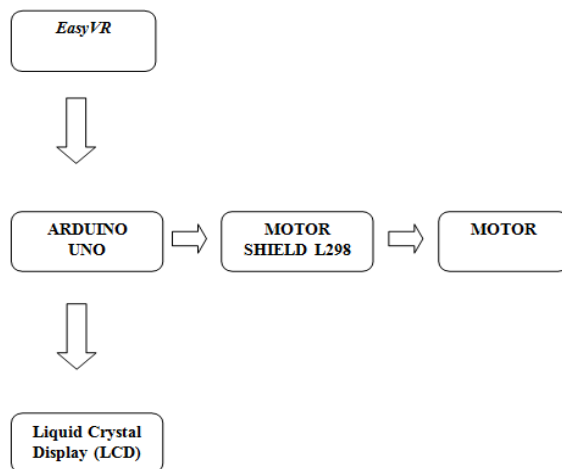 EasyVR
ARDUINO
UNO
MOTOR
SHIELD L298
MOTOR
Liquid Crystal
Display (LCD)